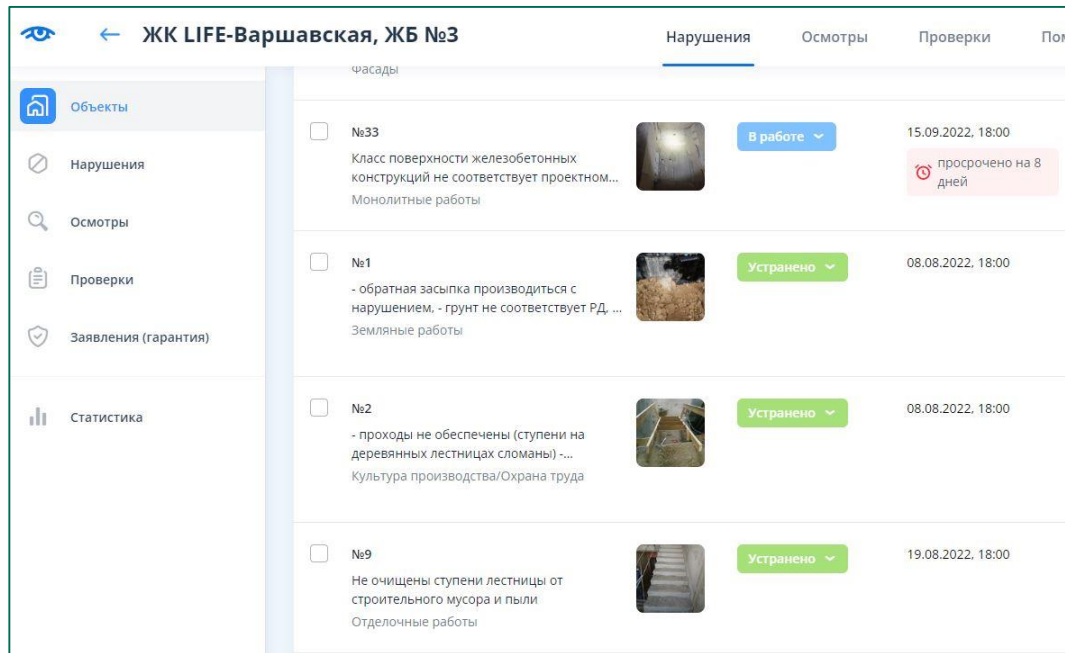 ЖК LIFE-Варшавская, ЖБ №3
Нарушения
Осмотры
Проверки
Объекты
Нарушения
Осмотры
Проверки
Заявления (гарантия)
Статистика
Фасады
№33
В работе
15.09.2022, 18:00
Класс поверхности железобетонных
конструкций не соответствует проектном...
Монолитные работы
просрочено на 8
дней
№1
Устранено
08.08.2022, 18:00
- обратная засыпка производиться с
нарушением, - грунт не соответствует РД, ...
Земляные работы
№2
Устранено
08.08.2022, 18:00
- проходы не обеспечены (ступени на
деревянных лестницах сломаны) -...
Культура производства/Охрана труда
№9
Устранено
19.08.2022, 18:00
Не очищены ступени лестницы от
строительного мусора и пыли
Отделочные работы